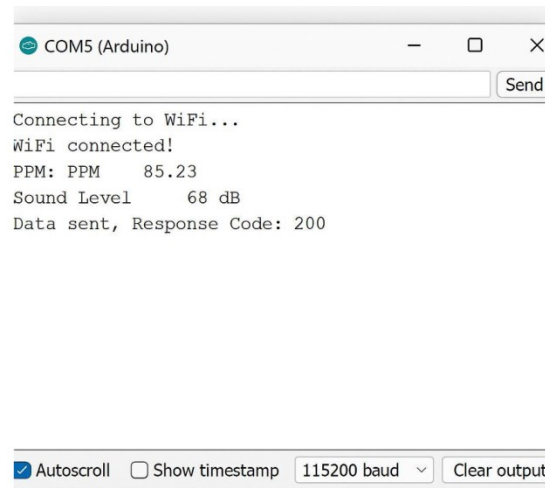 COM5 (Arduino)
Send
Connecting to WiFi...
WiFi connected!
PPM: PPM 85.23
Sound Level 68 dB
Data sent, Response Code: 200
Autoscroll Show timestamp 115200 baud Clear output